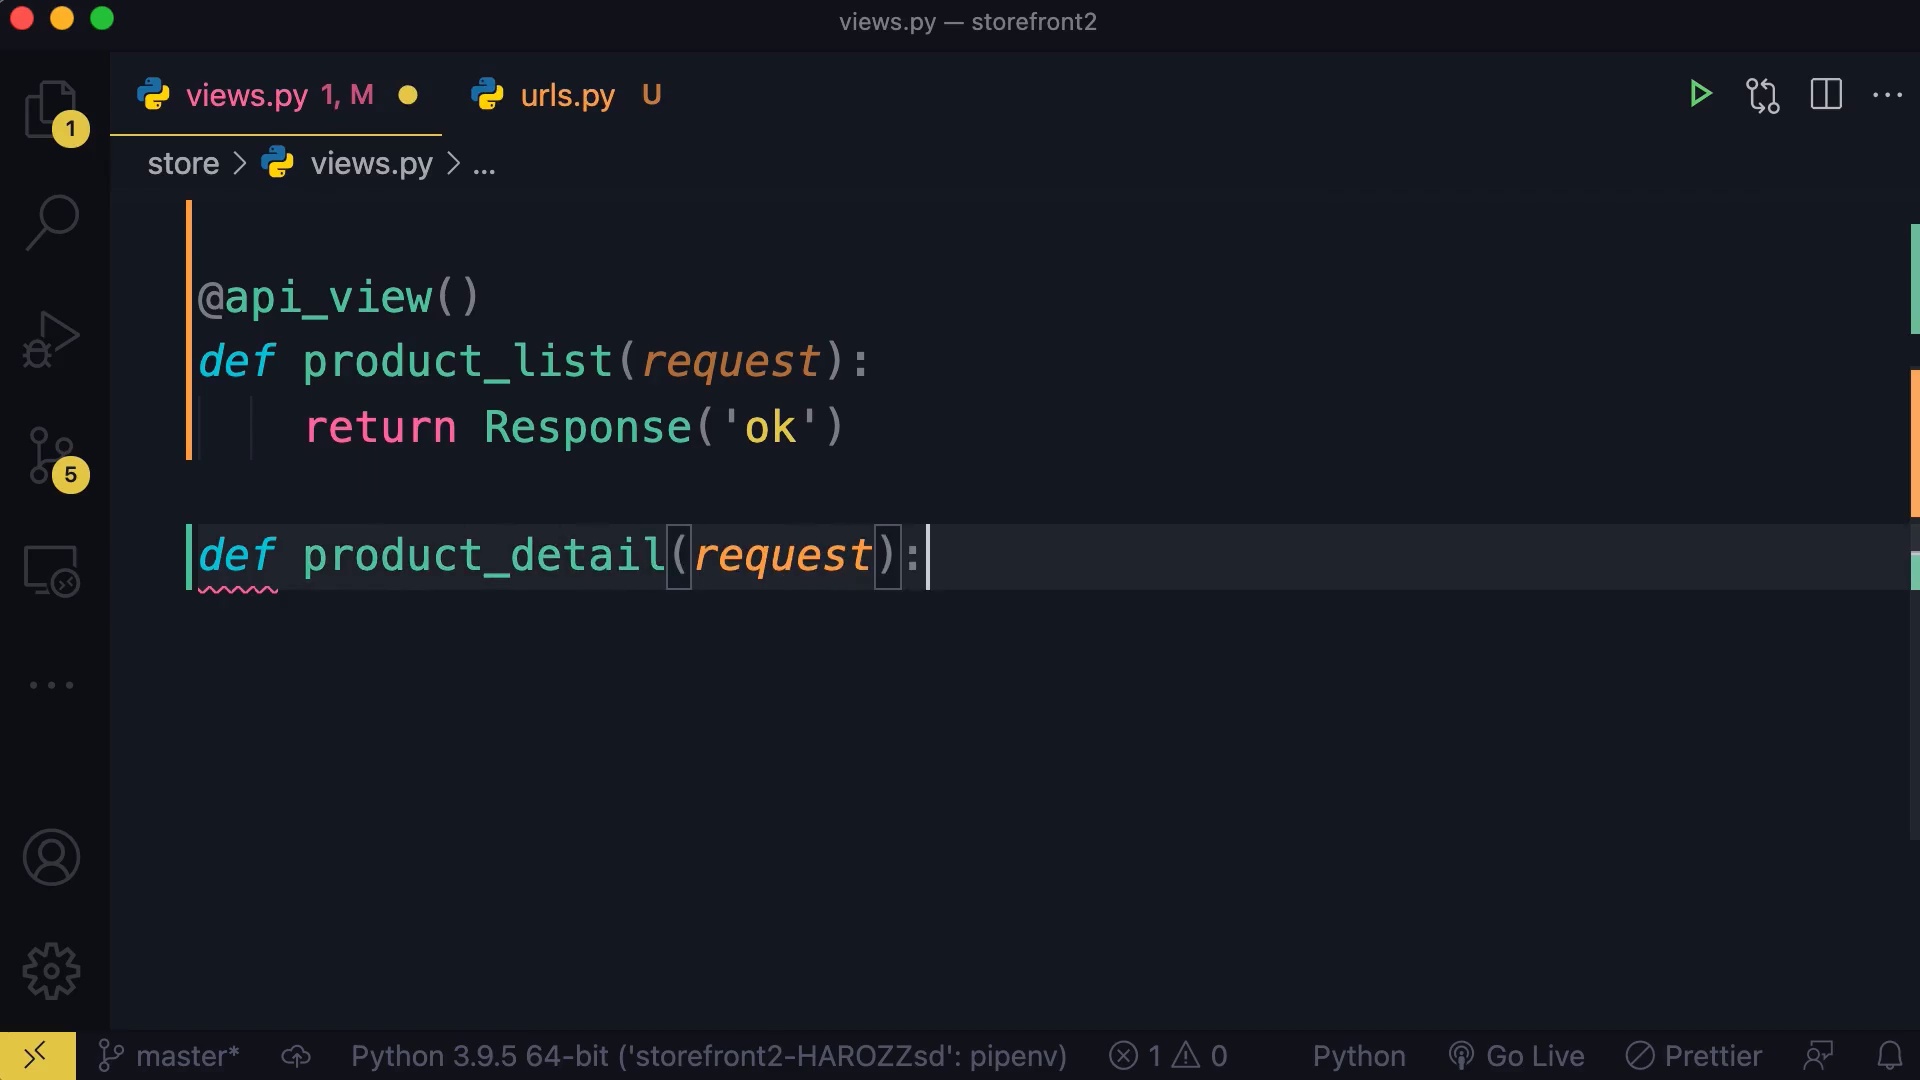 views.py — storefront2
views.py 1, M
urls.py U
store > views.py > ...
1
@api_view()
def product_list(request):
    return Response('ok')
5
def product_detail(request):
master*
Python 3.9.5 64-bit ('storefront2-HAROZZsd': pipenv)
1
0
Python
Go Live
Prettier